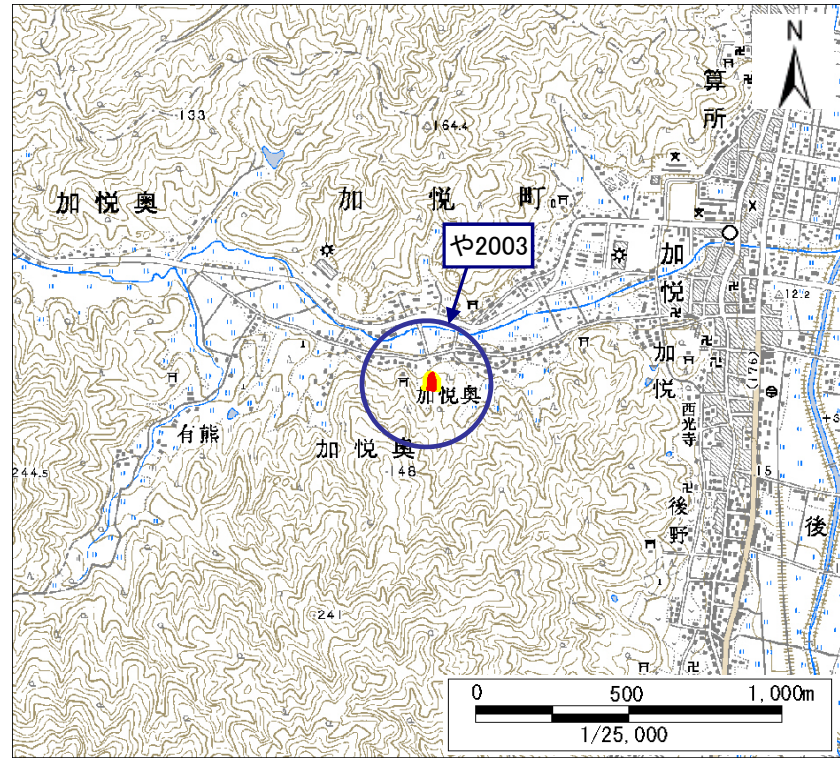 N
算所
133
164.4
加悦奥
加悦町
や2003
加悦
12.2
加悦
(176)
加悦奥
西光寺
有熊
加悦奥
244.5
148
15
後野
後
241
0 500 1,000m
1/25,000